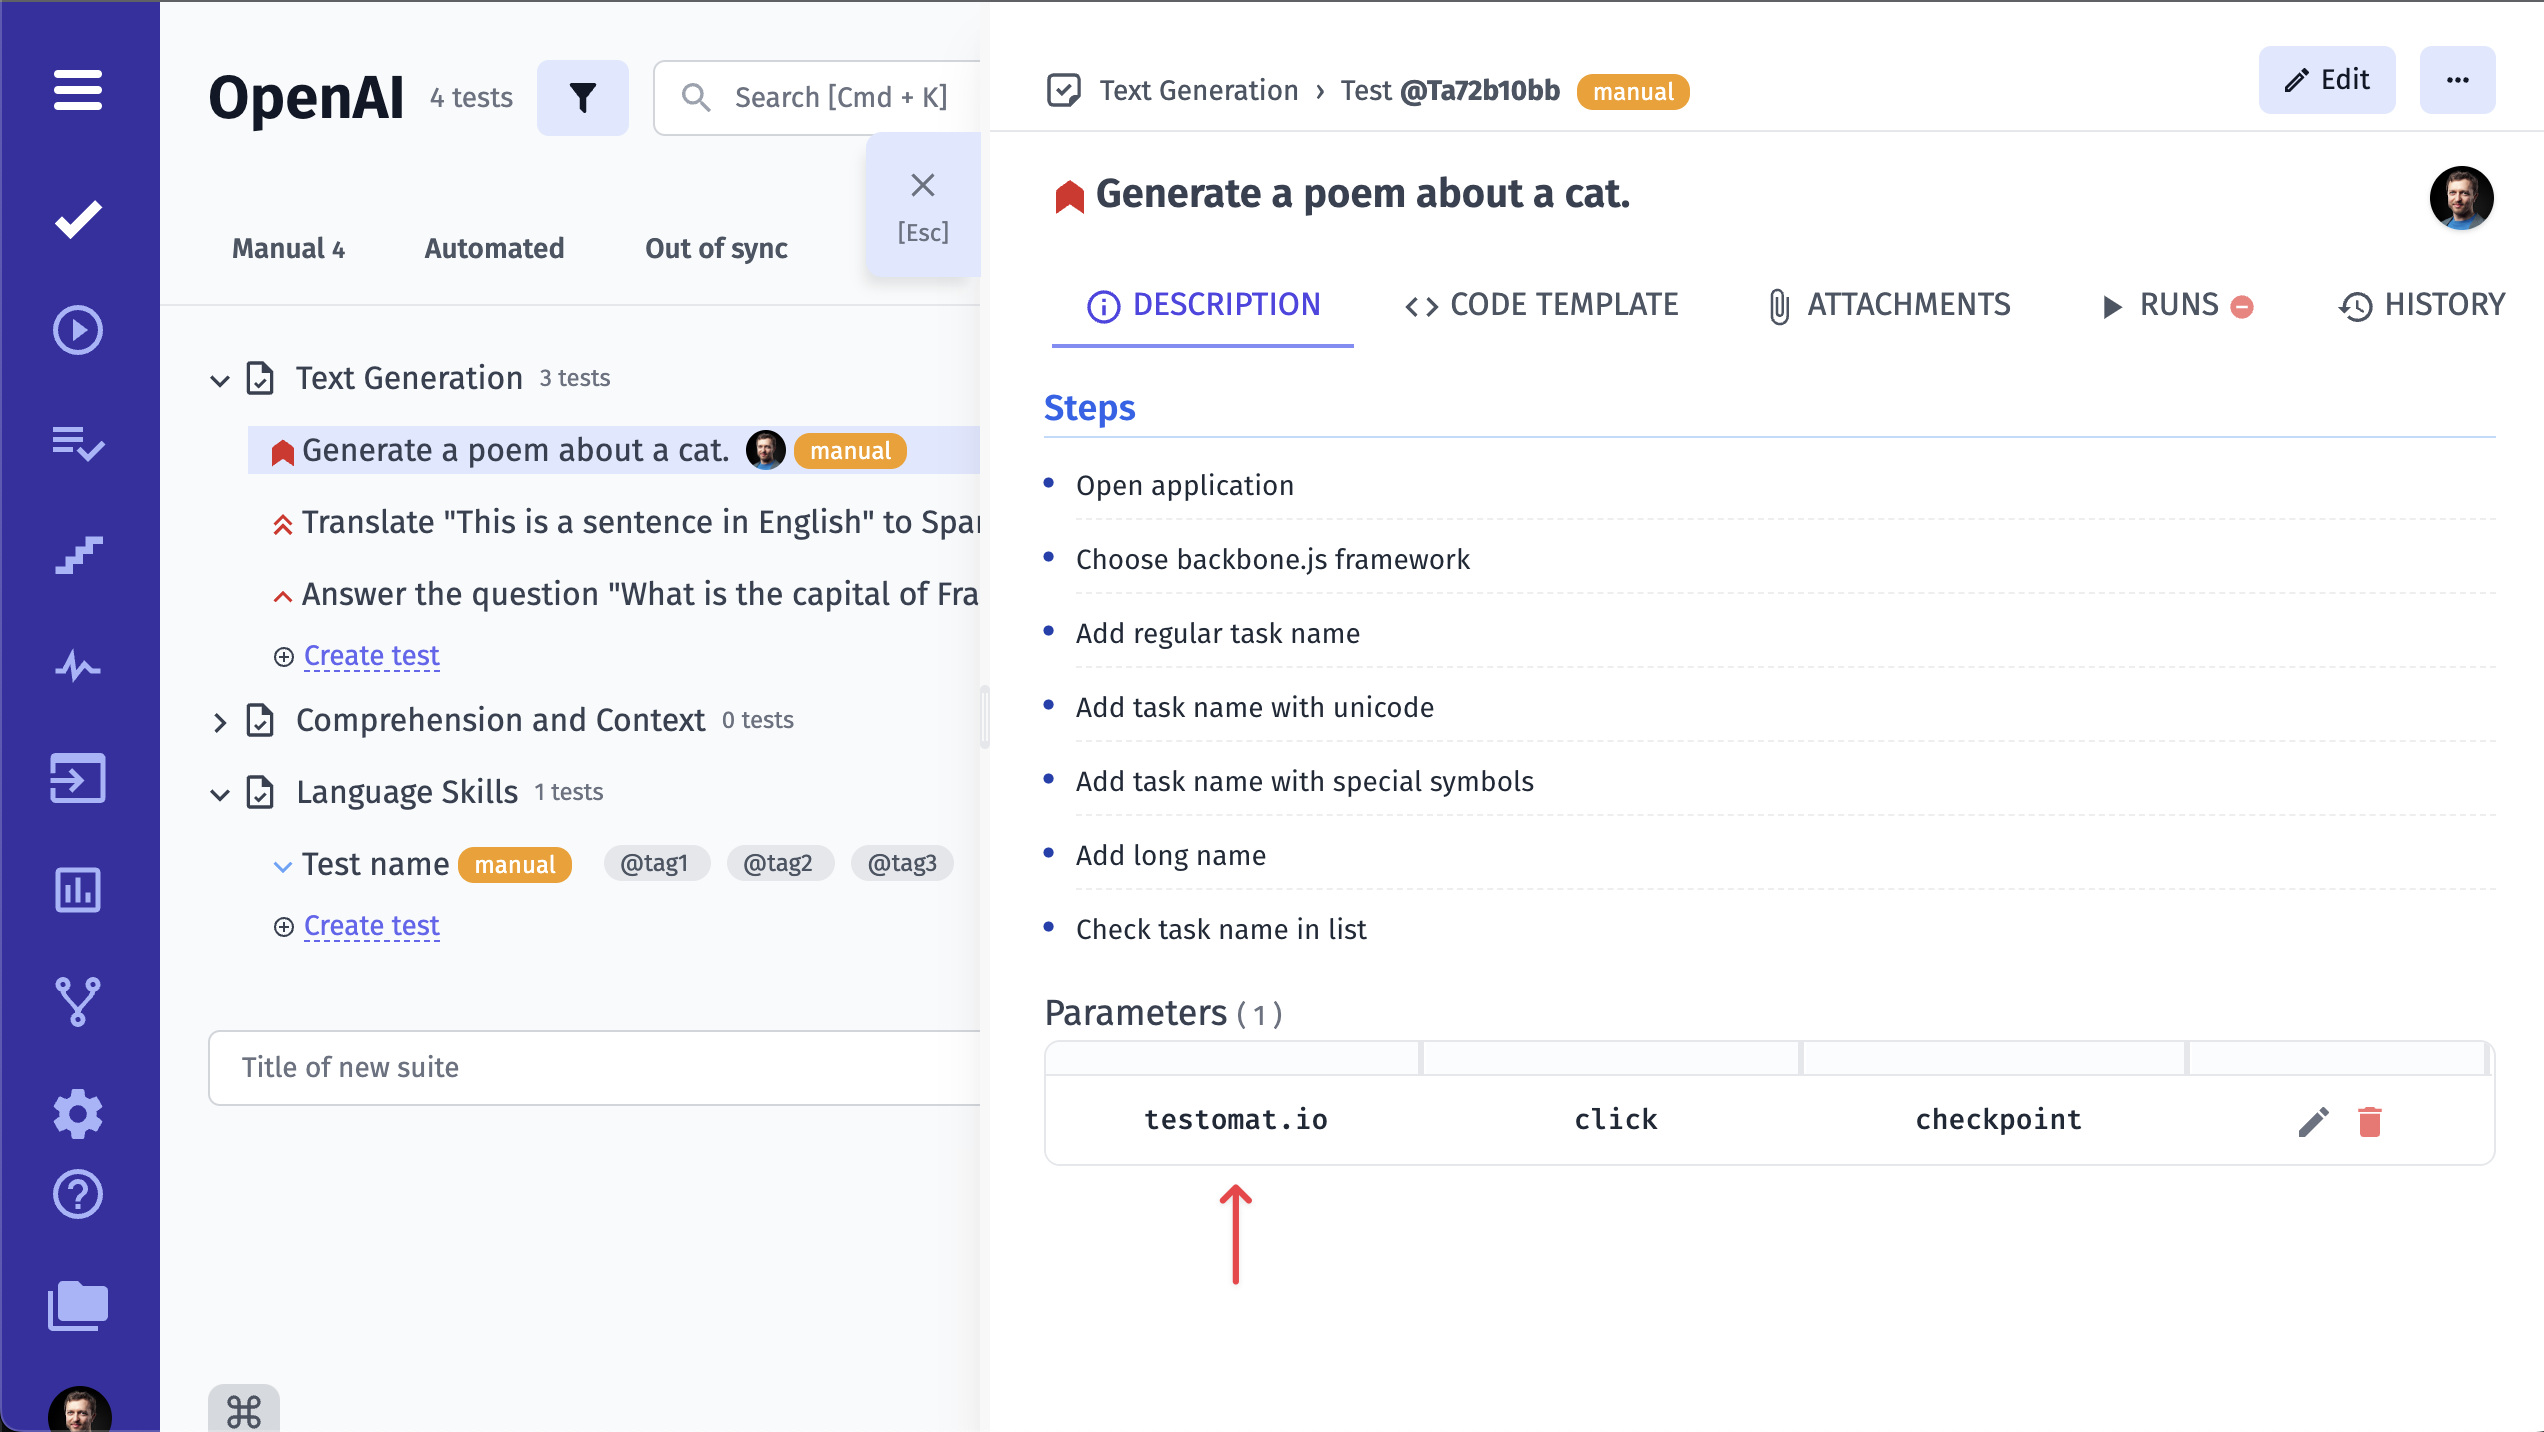 OpenAI 4 tests Search [Cmd + K]
[Esc]
Manual 4 Automated Out of sync
Text Generation 3 tests
Generate a poem about a cat. manual
Translate "This is a sentence in English" to
Answer the question "What is the capital of
Create test
Comprehension and Context 0 tests
Language Skills 1 tests
Test name manual @tag1 @tag2 @tag3
Create test
Title of new suite
Text Generation › Test @Ta72b10bb manual
Edit
Generate a poem about a cat.
DESCRIPTION CODE TEMPLATE ATTACHMENTS RUNS HISTORY
Steps
Open application
Choose backbone.js framework
Add regular task name
Add task name with unicode
Add task name with special symbols
Add long name
Check task name in list
Parameters (1)
testomat.io click checkpoint